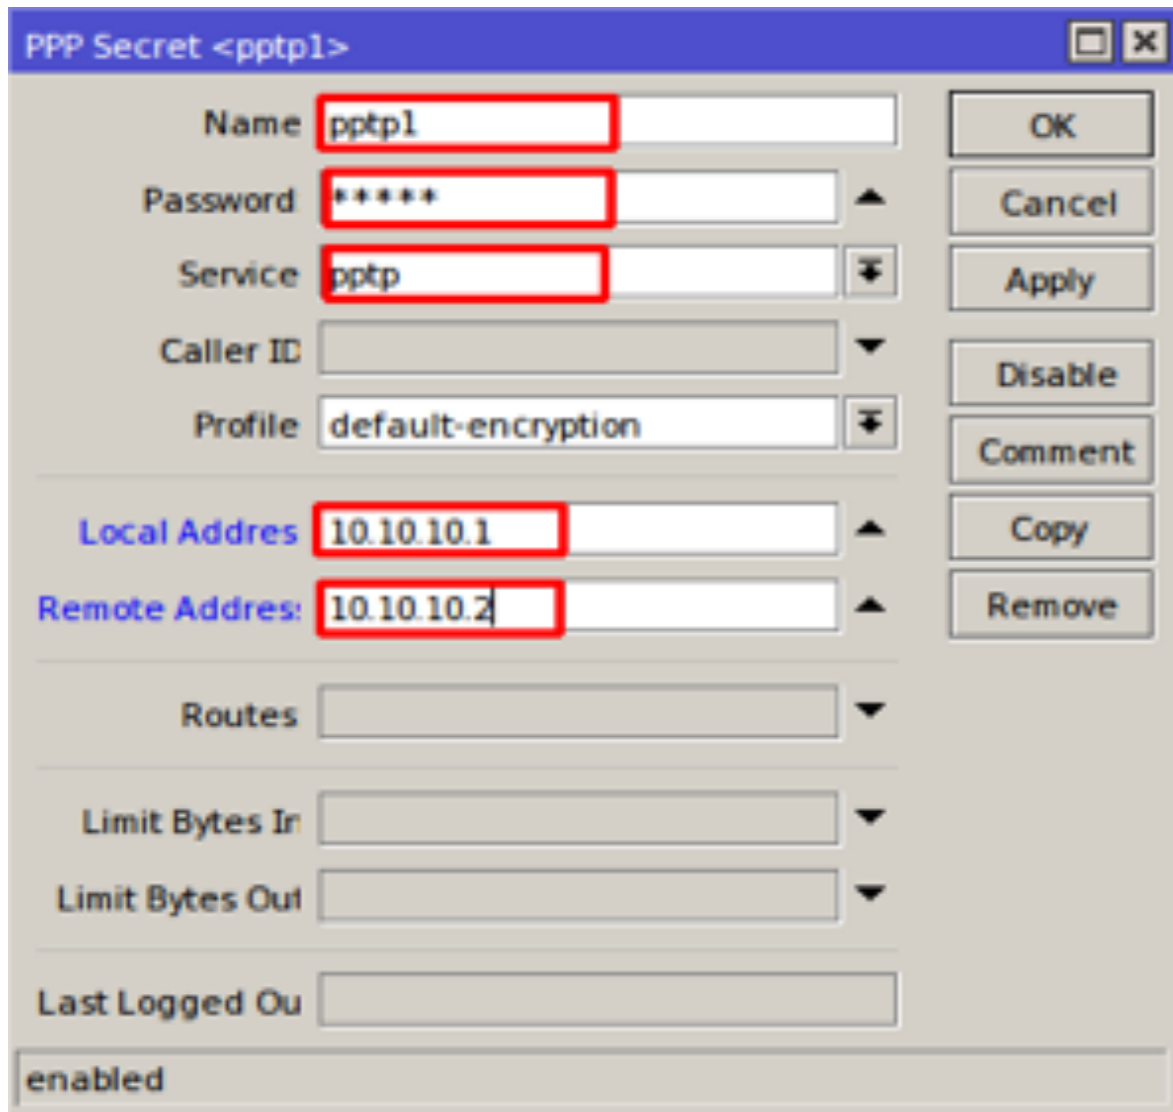 PPP Secret <pptp1>
Name pptp1
OK
Password *****
Cancel
Service pptp
Apply
Caller ID
Disable
Profile default-encryption
Comment
Local Addres 10.10.10.1
Copy
Remote Addres: 10.10.10.2
Remove
Routes
Limit Bytes In
Limit Bytes Out
Last Logged Ou
enabled